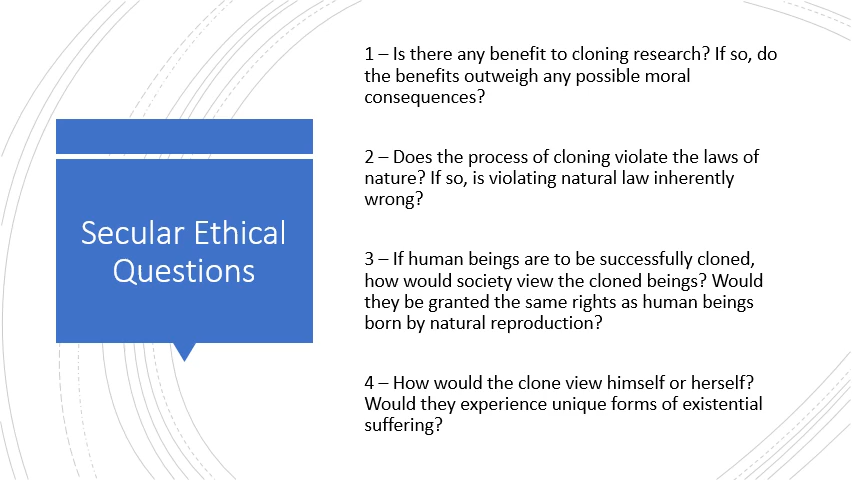 Secular Ethical
Questions
1 – Is there any benefit to cloning research? If so, do
the benefits outweigh any possible moral
consequences?
2 – Does the process of cloning violate the laws of
nature? If so, is violating natural law inherently
wrong?
3 – If human beings are to be successfully cloned,
how would society view the cloned beings? Would
they be granted the same rights as human beings
born by natural reproduction?
4 – How would the clone view himself or herself?
Would they experience unique forms of existential
suffering?